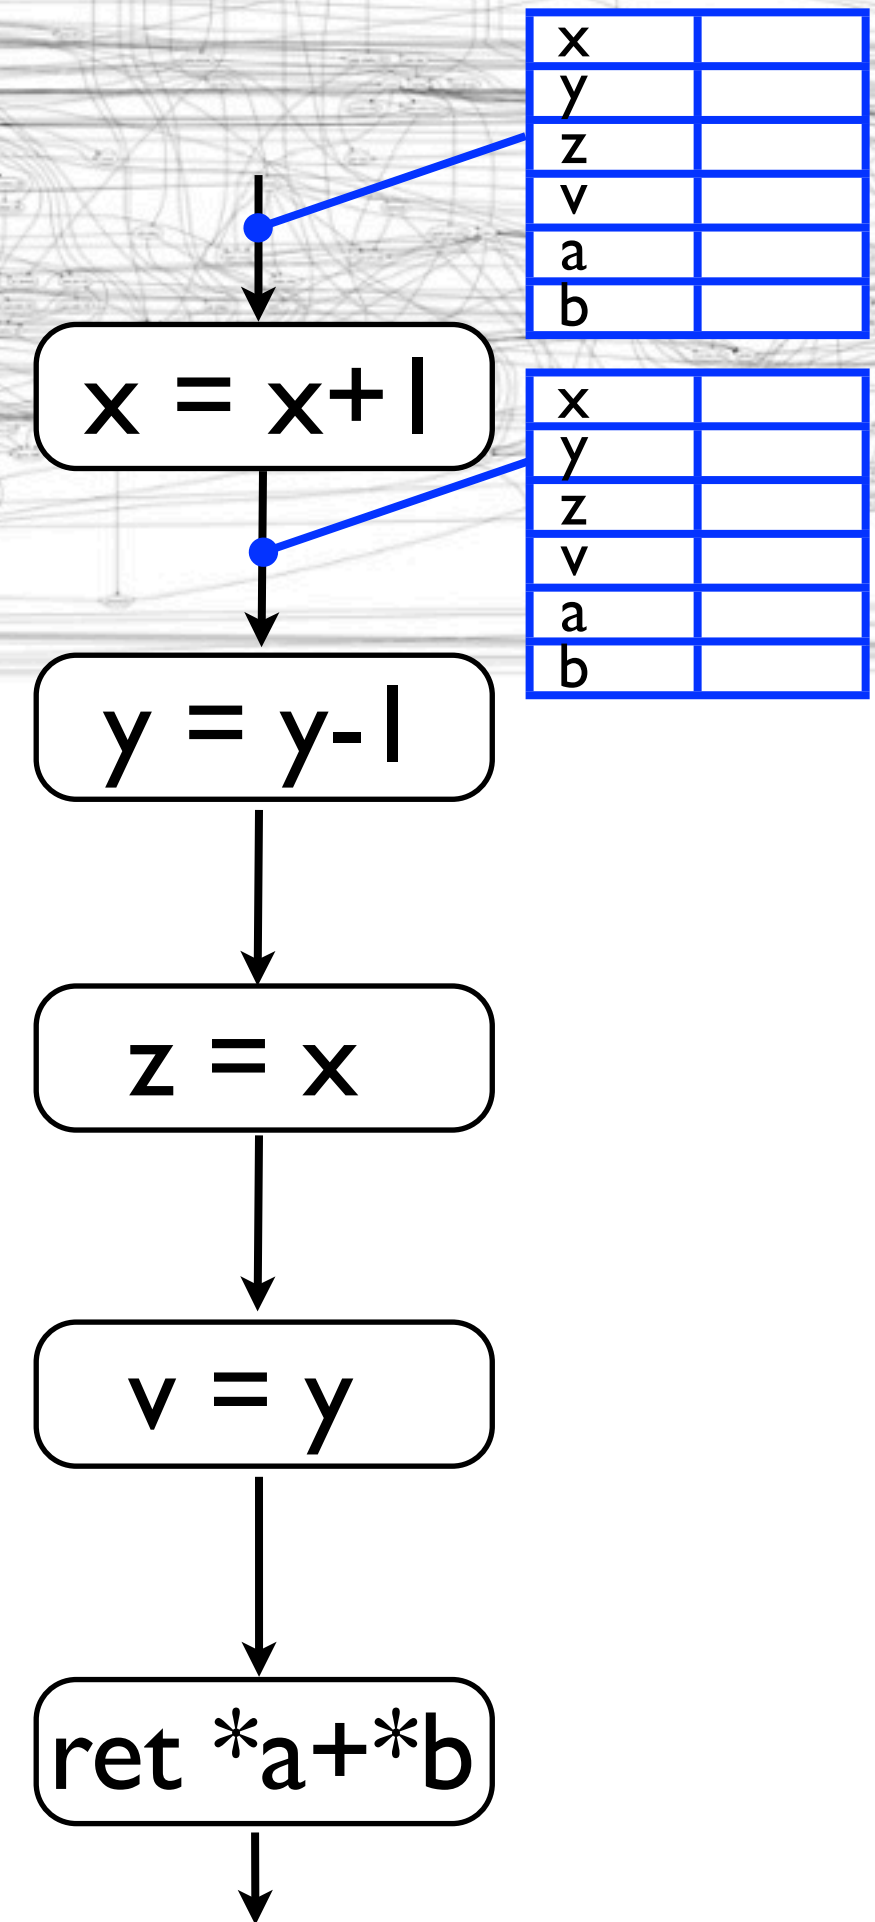 x
y
z
v
a
b
x = x+1
x
y
z
v
a
b
y = y-1
z = x
v = y
ret *a+*b